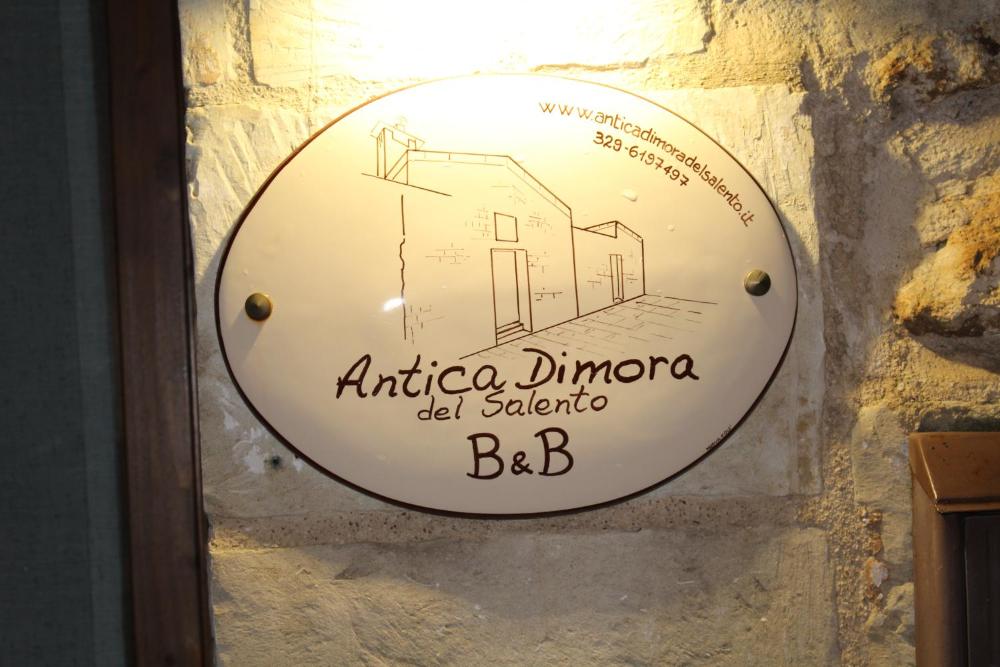 www.anticadimoradelsalento.it
329-6197497
Antica Dimora
del Salento
B&B